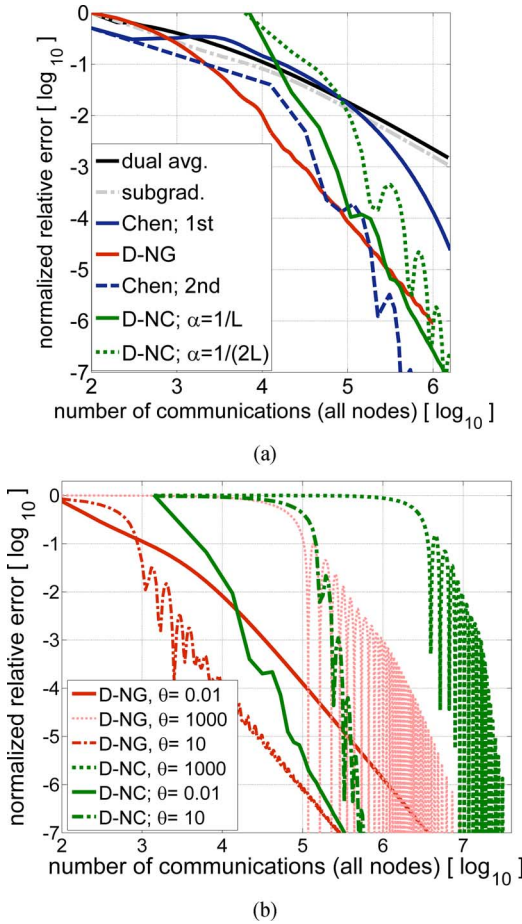 normalized relative error [ log10 ]
0
-1
-2
-3
-4
-5
-6
-7
dual avg.
subgrad.
Chen; 1st
D-NG
Chen; 2nd
D-NC; α=1/L
D-NC; α=1/(2L)
2 3 4 5 6
number of communications (all nodes) [ log10 ]
(a)
normalized relative error [ log10 ]
0
-1
-2
-3
-4
-5
-6
-7
D-NG, θ= 0.01
D-NG, θ= 1000
D-NG; θ= 10
D-NC; θ= 1000
D-NC; θ= 0.01
D-NC; θ= 10
2 3 4 5 6 7
number of communications (all nodes) [ log10 ]
(b)